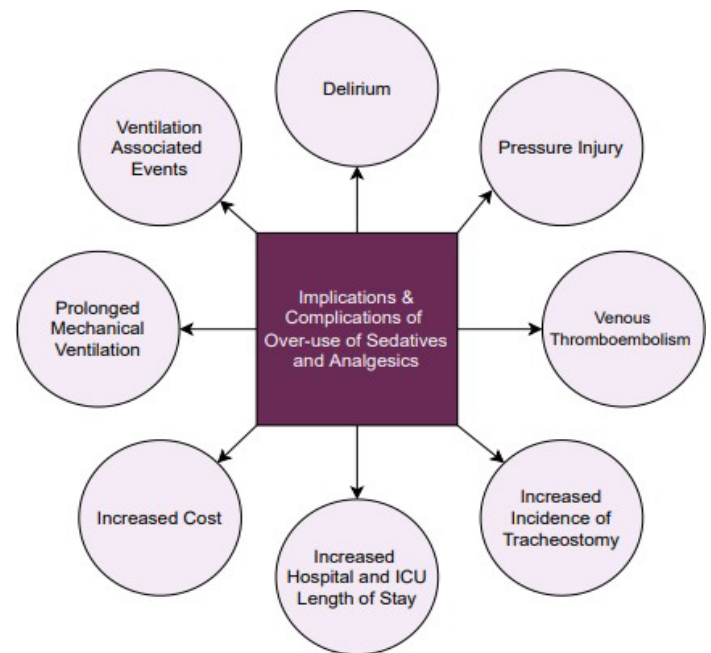 Delirium
Ventilation
Associated
Events
Pressure Injury
Implications &
Complications of
Over-use of Sedatives
and Analgesics
Prolonged
Mechanical
Ventilation
Venous
Thromboembolism
Increased Cost
Increased
Incidence of
Tracheostomy
Increased
Hospital and ICU
Length of Stay